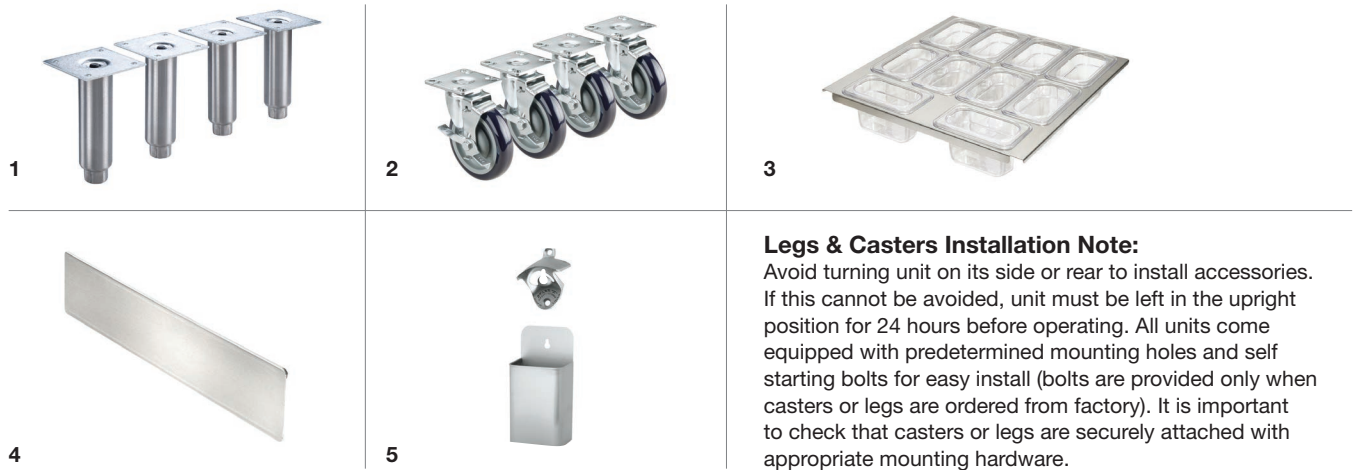 1
2
3
4
5
Legs & Casters Installation Note:
Avoid turning unit on its side or rear to install accessories.
If this cannot be avoided, unit must be left in the upright
position for 24 hours before operating. All units come
equipped with predetermined mounting holes and self
starting bolts for easy install (bolts are provided only when
casters or legs are ordered from factory). It is important
to check that casters or legs are securely attached with
appropriate mounting hardware.